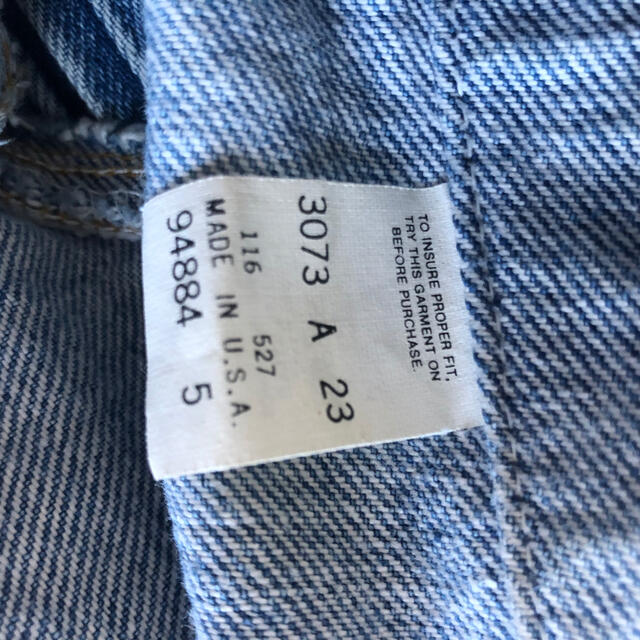 TO INSURE PROPER FIT.
TRY THIS GARMENT ON
BEFORE PURCHASE.
3073 A 23
116 527
MADE IN U.S.A.
94884 5